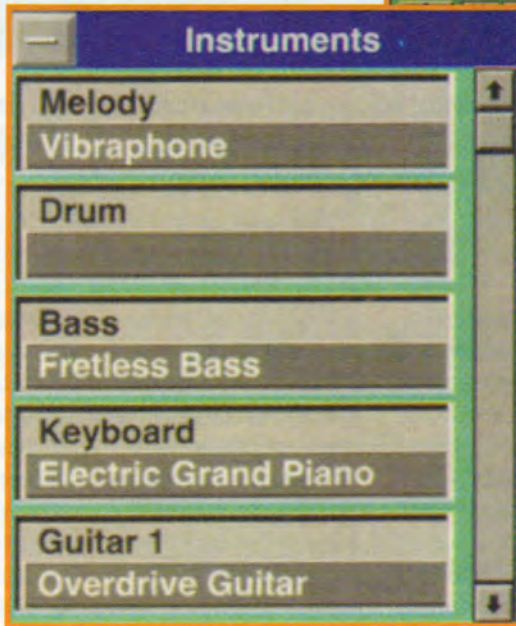 Instruments
Melody
Vibraphone
Drum
Bass
Fretless Bass
Keyboard
Electric Grand Piano
Guitar 1
Overdrive Guitar